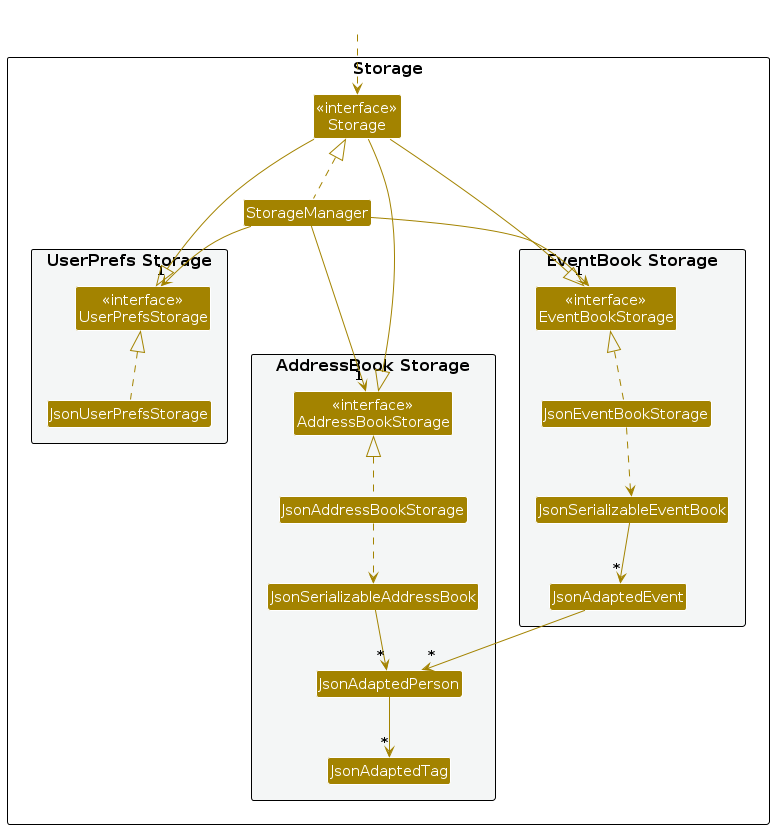 Storage
«interface»
Storage
StorageManager
UserPrefs Storage
1
«interface»
UserPrefsStorage
JsonUserPrefsStorage
EventBook Storage
1
«interface»
EventBookStorage
JsonEventBookStorage
JsonSerializableEventBook
*
JsonAdaptedEvent
AddressBook Storage
1
«interface»
AddressBookStorage
JsonAddressBookStorage
JsonSerializableAddressBook
* *
JsonAdaptedPerson
*
JsonAdaptedTag